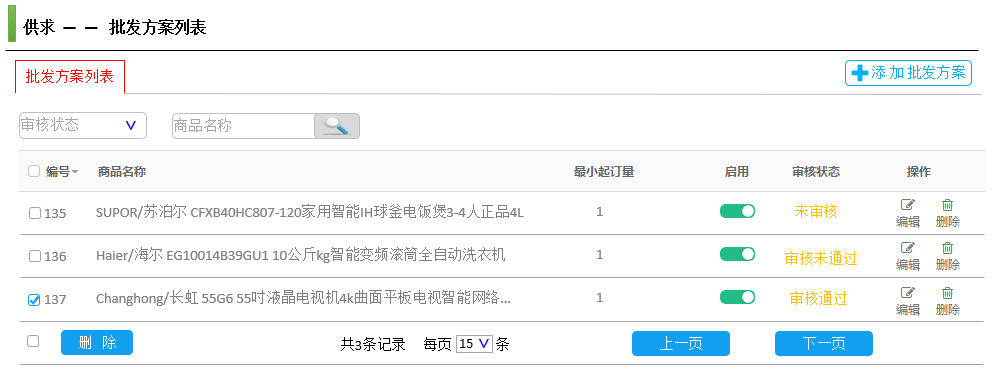 供求 — — 批发方案列表
批发方案列表 添加批发方案
审核状态 商品名称
编号 商品名称 最小起订量 启用 审核状态 操作
135 SUPOR/苏泊尔 CFXB40HC807-120家用智能IH球釜电饭煲3-4人正品4L 1 未审核 编辑 删除
136 Haier/海尔 EG10014B39GU1 10公斤kg智能变频滚筒全自动洗衣机 1 审核未通过 编辑 删除
137 Changhong/长虹 55G6 55吋液晶电视机4k曲面平板电视智能网络... 1 审核通过 编辑 删除
删 除 共3条记录 每页 15 条 上一页 下一页